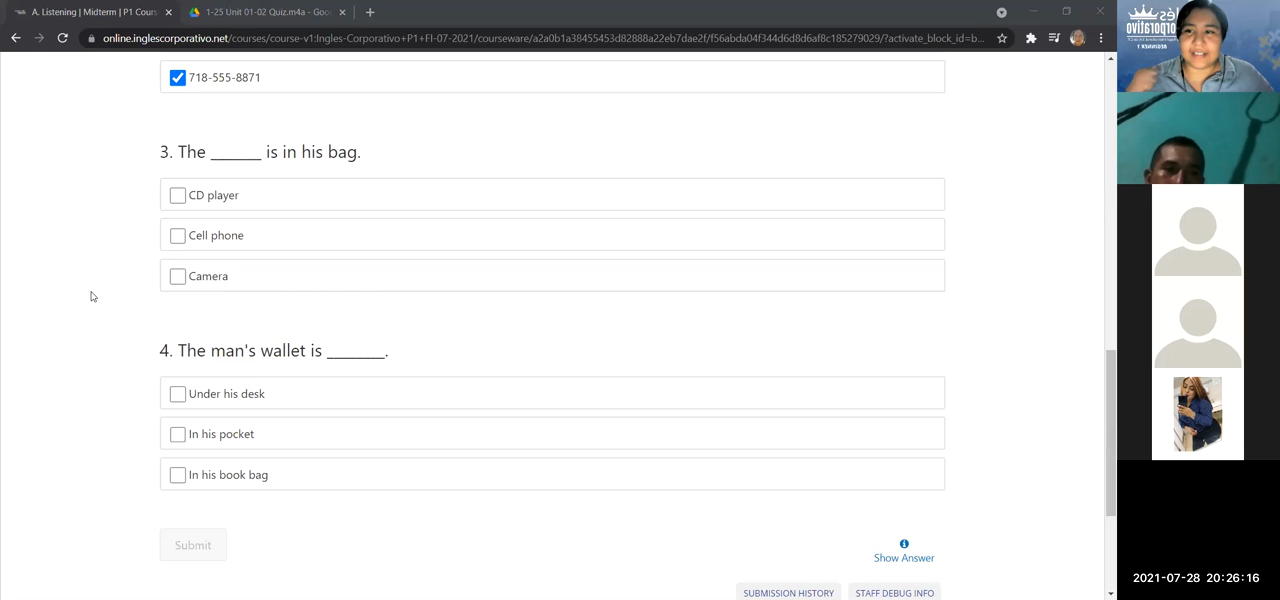 A. Listening | Midterm | P1 Cours
1-25 Unit 01-02 Quiz.m4a - Goo
online.inglescorporativo.net/courses/course-v1:Ingles-Corporativo+P1+FI-07-2021/courseware/a2a0b1a38455453d82888a22eb7dae2f/f56abda04f344d6d8d6af8c185279029/?activate_block_id=b...
718-555-8871
3. The ______ is in his bag.
CD player
Cell phone
Camera
4. The man's wallet is _______.
Under his desk
In his pocket
In his book bag
Submit
Show Answer
SUBMISSION HISTORY
STAFF DEBUG INFO
2021-07-28 20:26:16